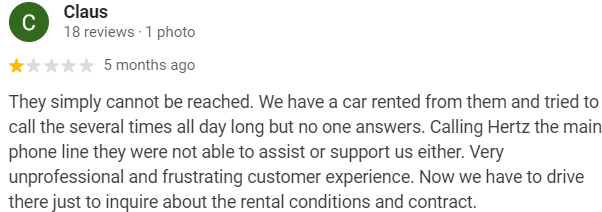 C
Claus
18 reviews · 1 photo
5 months ago
They simply cannot be reached. We have a car rented from them and tried to
call the several times all day long but no one answers. Calling Hertz the main
phone line they were not able to assist or support us either. Very
unprofessional and frustrating customer experience. Now we have to drive
there just to inquire about the rental conditions and contract.